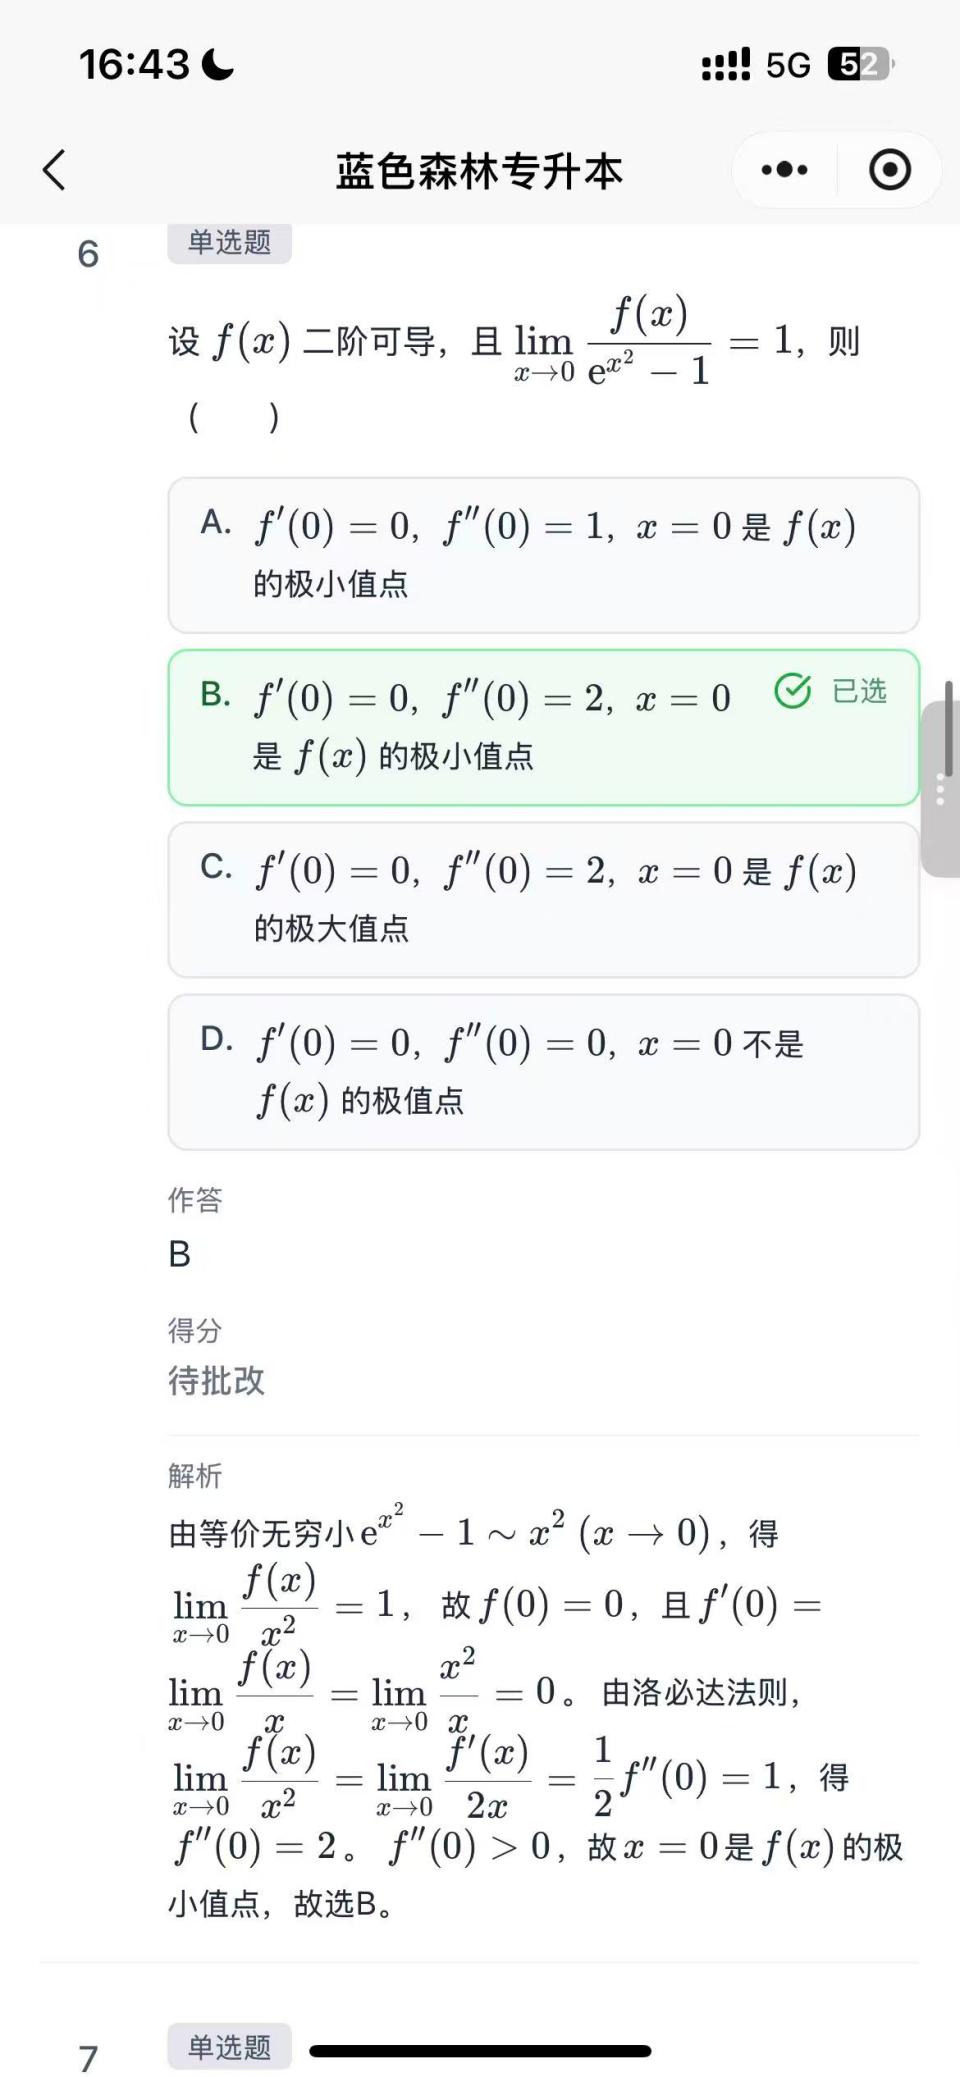 16:43
5G 52
蓝色森林专升本
6 单选题
设 f(x) 二阶可导，且 lim_{x→0} f(x)/(e^{x²} − 1) = 1，则
（　　）
A. f′(0) = 0, f″(0) = 1, x = 0 是 f(x)
的极小值点
B. f′(0) = 0, f″(0) = 2, x = 0 已选
是 f(x) 的极小值点
C. f′(0) = 0, f″(0) = 2, x = 0 是 f(x)
的极大值点
D. f′(0) = 0, f″(0) = 0, x = 0 不是
f(x) 的极值点
作答
B
得分
待批改
解析
由等价无穷小 e^{x²} − 1 ∼ x² (x → 0)，得
lim_{x→0} f(x)/x² = 1，故 f(0) = 0，且 f′(0) =
lim_{x→0} f(x)/x = lim_{x→0} x²/x = 0。由洛必达法则，
lim_{x→0} f(x)/x² = lim_{x→0} f′(x)/2x = 1/2 f″(0) = 1，得
f″(0) = 2。f″(0) > 0，故 x = 0是 f(x) 的极
小值点，故选B。
7 单选题